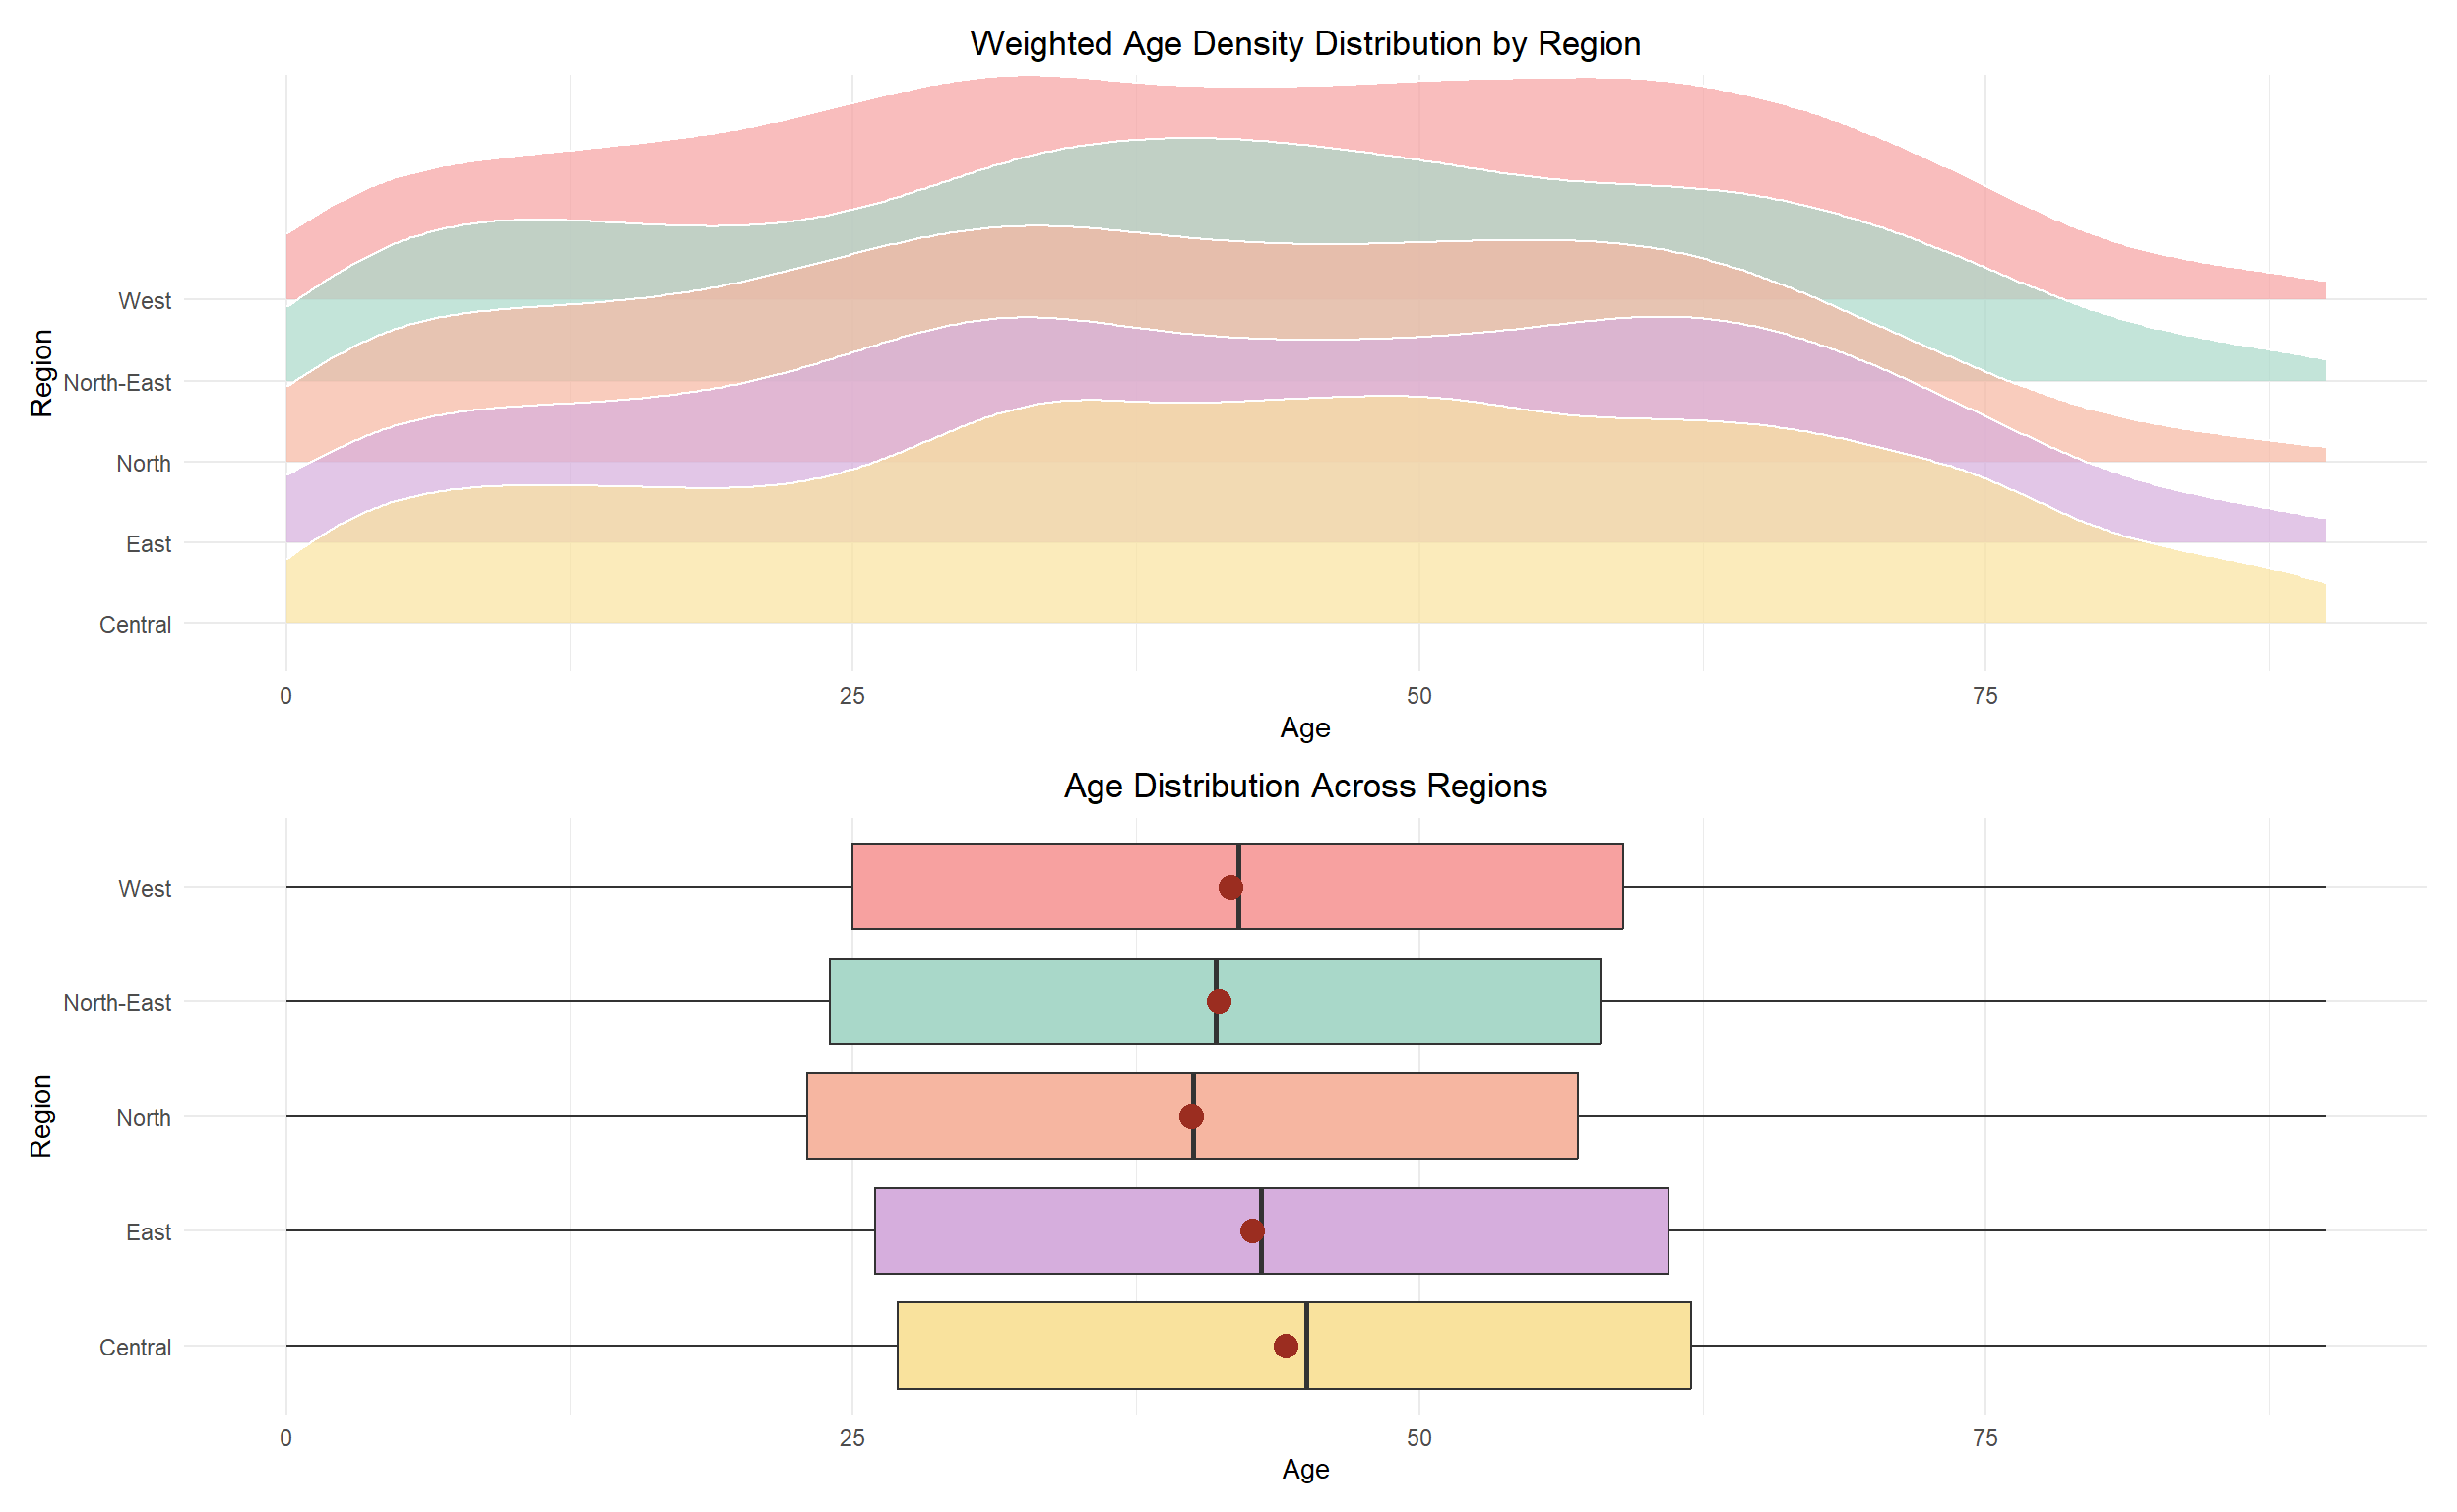 Weighted Age Density Distribution by Region
Region
West
North-East
North
East
Central
0 25 50 75
Age
Age Distribution Across Regions
Region
West
North-East
North
East
Central
0 25 50 75
Age